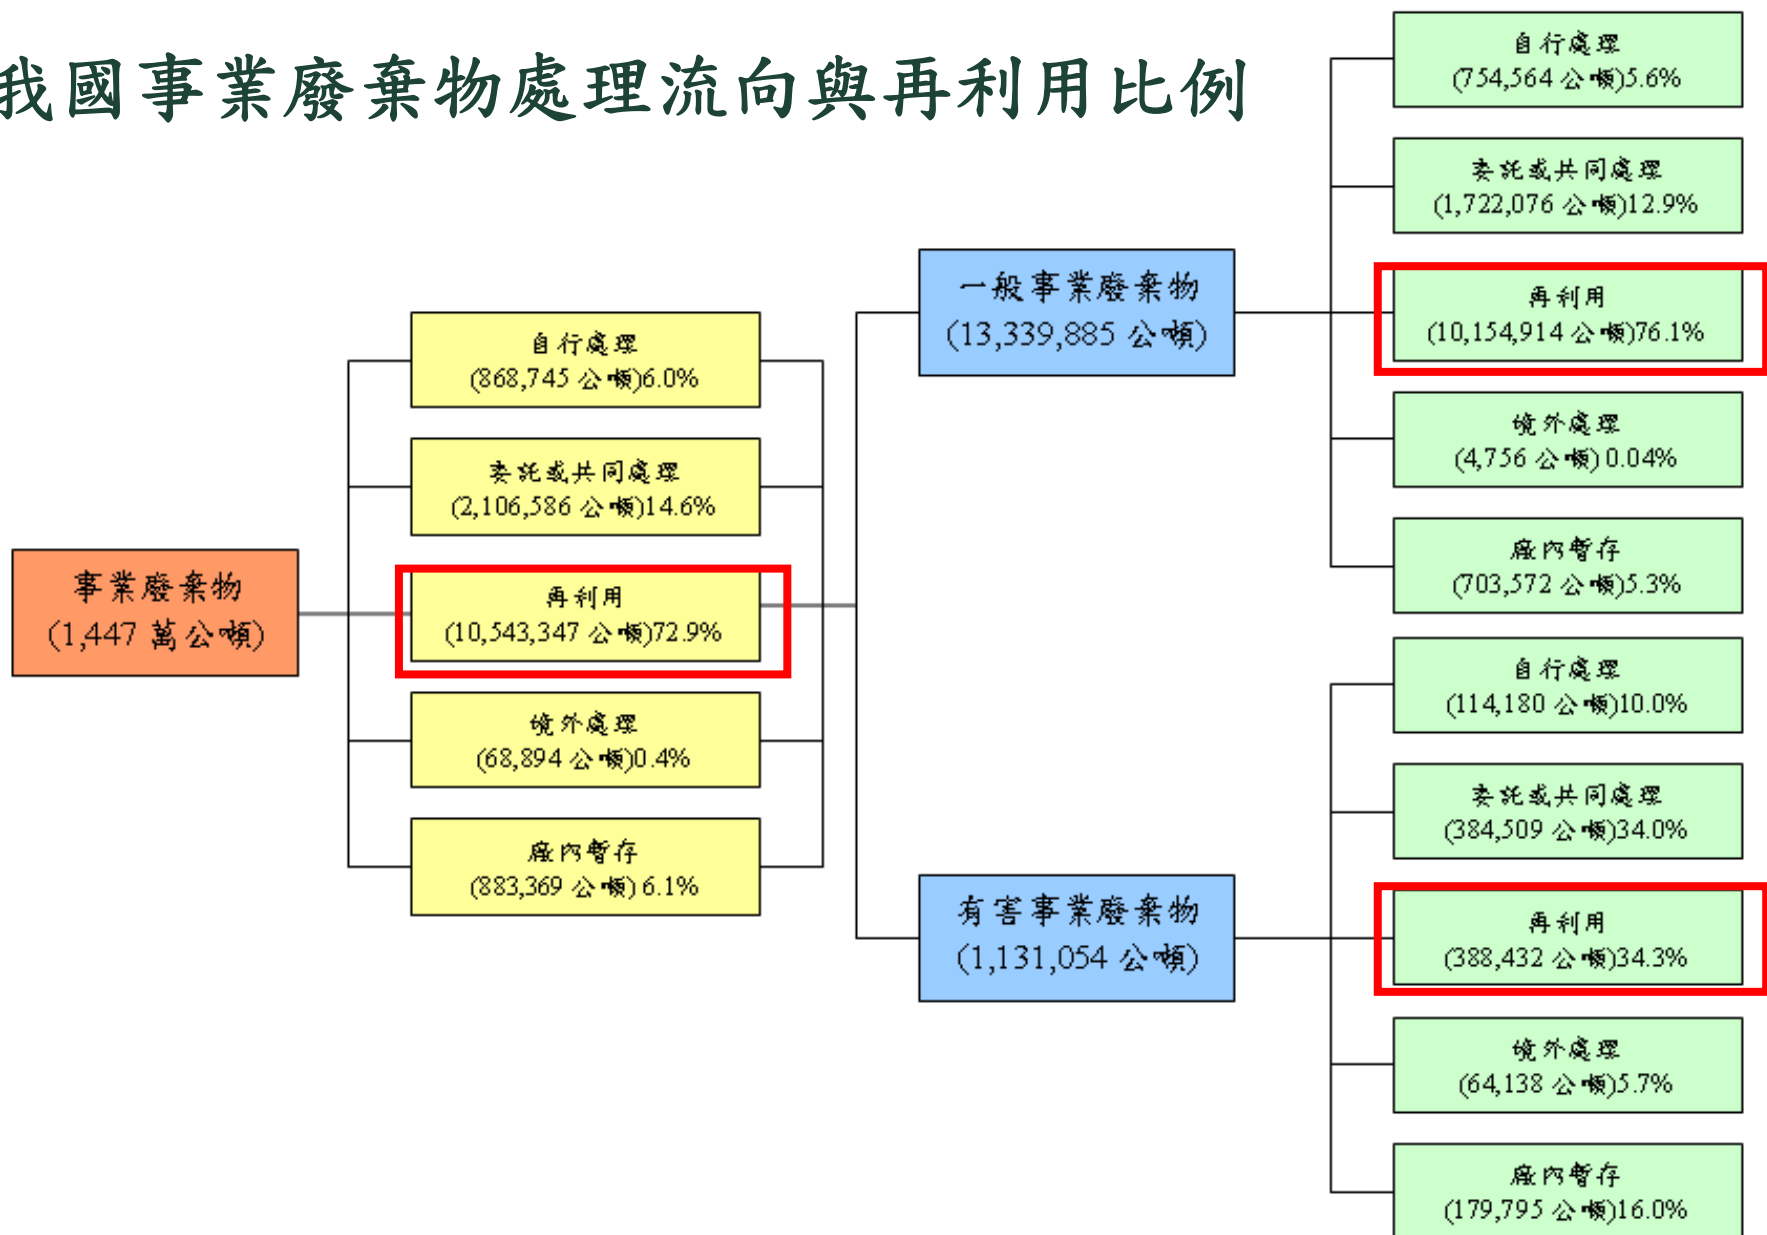 我國事業廢棄物處理流向與再利用比例
事業廢棄物
(1,447 萬公噸)
自行處理
(868,745 公噸)6.0%
委託或共同處理
(2,106,586 公噸)14.6%
再利用
(10,543,347 公噸)72.9%
境外處理
(68,894 公噸)0.4%
廠內暫存
(883,369 公噸) 6.1%
一般事業廢棄物
(13,339,885 公噸)
有害事業廢棄物
(1,131,054 公噸)
自行處理
(754,564 公噸)5.6%
委託或共同處理
(1,722,076 公噸)12.9%
再利用
(10,154,914 公噸)76.1%
境外處理
(4,756 公噸) 0.04%
廠內暫存
(703,572 公噸)5.3%
自行處理
(114,180 公噸)10.0%
委託或共同處理
(384,509 公噸)34.0%
再利用
(388,432 公噸)34.3%
境外處理
(64,138 公噸)5.7%
廠內暫存
(179,795 公噸)16.0%